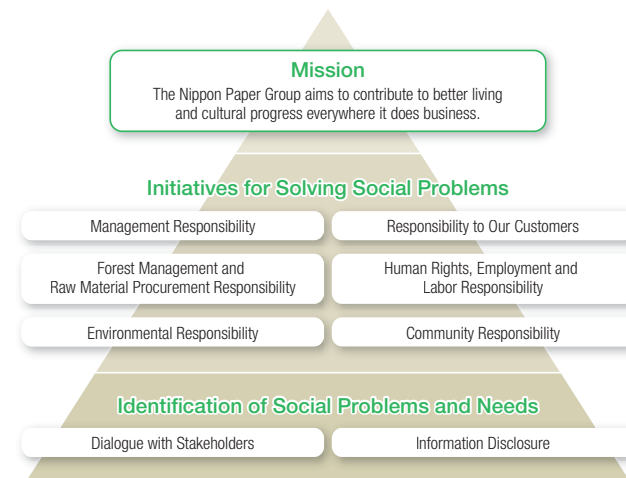 Mission
The Nippon Paper Group aims to contribute to better living
and cultural progress everywhere it does business.
Initiatives for Solving Social Problems
Management Responsibility
Responsibility to Our Customers
Forest Management and
Raw Material Procurement Responsibility
Human Rights, Employment and
Labor Responsibility
Environmental Responsibility
Community Responsibility
Identification of Social Problems and Needs
Dialogue with Stakeholders
Information Disclosure